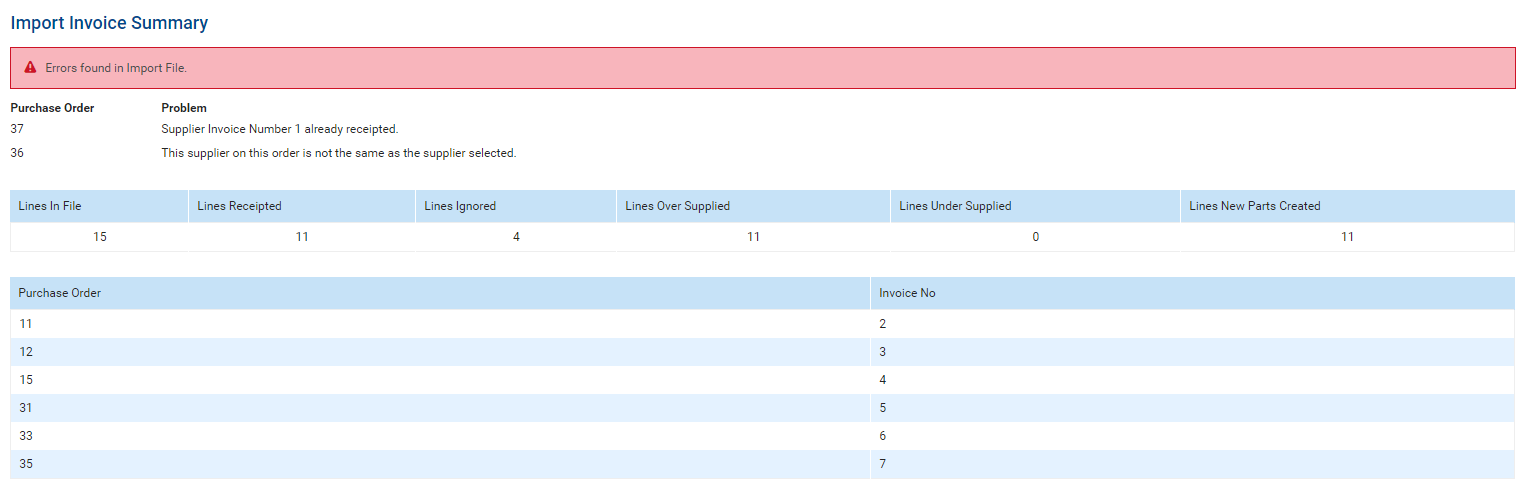 Import Invoice Summary
Errors found in Import File.
Purchase Order Problem
37 Supplier Invoice Number 1 already receipted.
36 This supplier on this order is not the same as the supplier selected.
Lines In File Lines Receipted Lines Ignored Lines Over Supplied Lines Under Supplied Lines New Parts Created
15 11 4 11 0 11
Purchase Order Invoice No
11 2
12 3
15 4
31 5
33 6
35 7